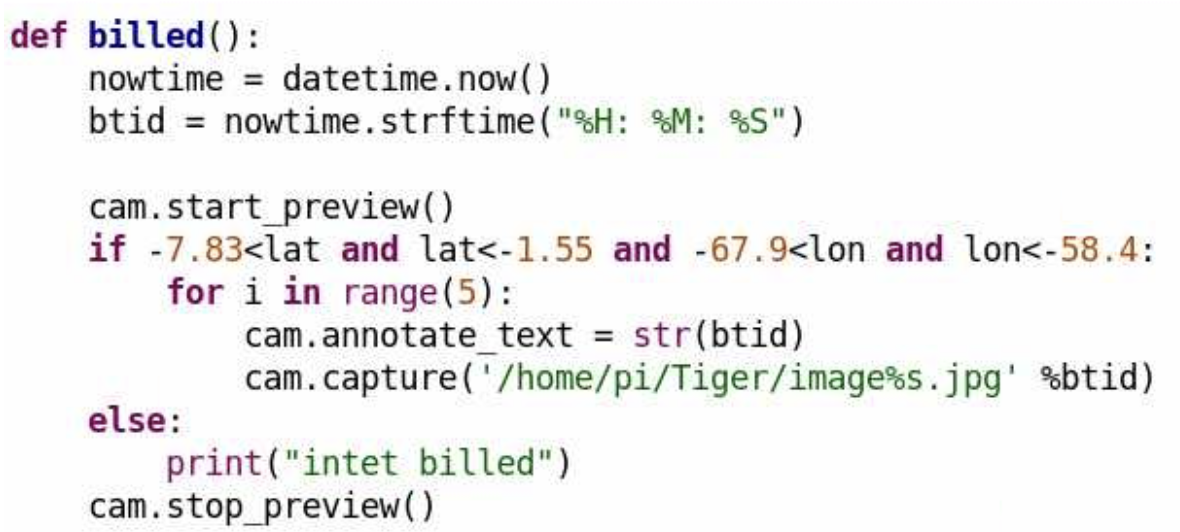 def billed():
    nowtime = datetime.now()
    btid = nowtime.strftime("%H: %M: %S")

    cam.start_preview()
    if -7.83<lat and lat<-1.55 and -67.9<lon and lon<-58.4:
        for i in range(5):
            cam.annotate_text = str(btid)
            cam.capture('/home/pi/Tiger/image%s.jpg' %btid)
    else:
        print("intet billed")
    cam.stop_preview()